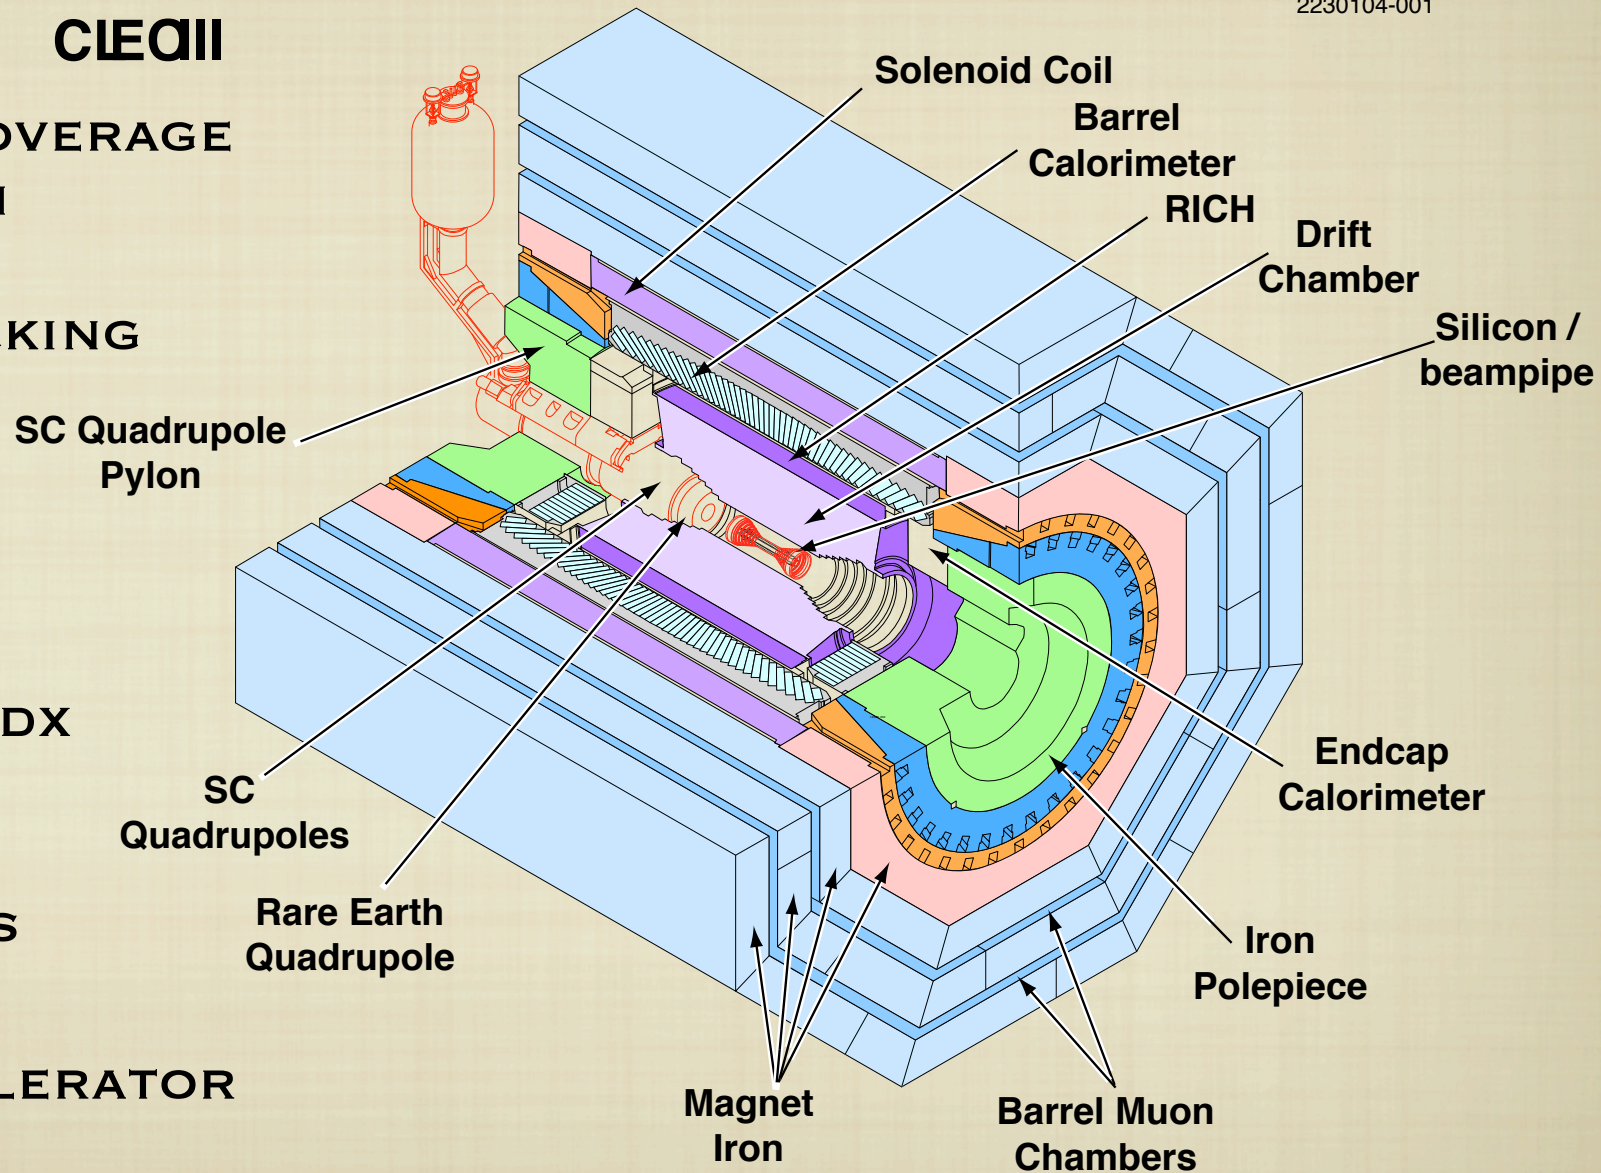 2230104-001
CLEOIII
OVERAGE
CKING
DX
S
LERATOR
Solenoid Coil
Barrel
Calorimeter
RICH
Drift
Chamber
Silicon /
beampipe
SC Quadrupole
Pylon
SC
Quadrupoles
Rare Earth
Quadrupole
Endcap
Calorimeter
Iron
Polepiece
Magnet
Iron
Barrel Muon
Chambers